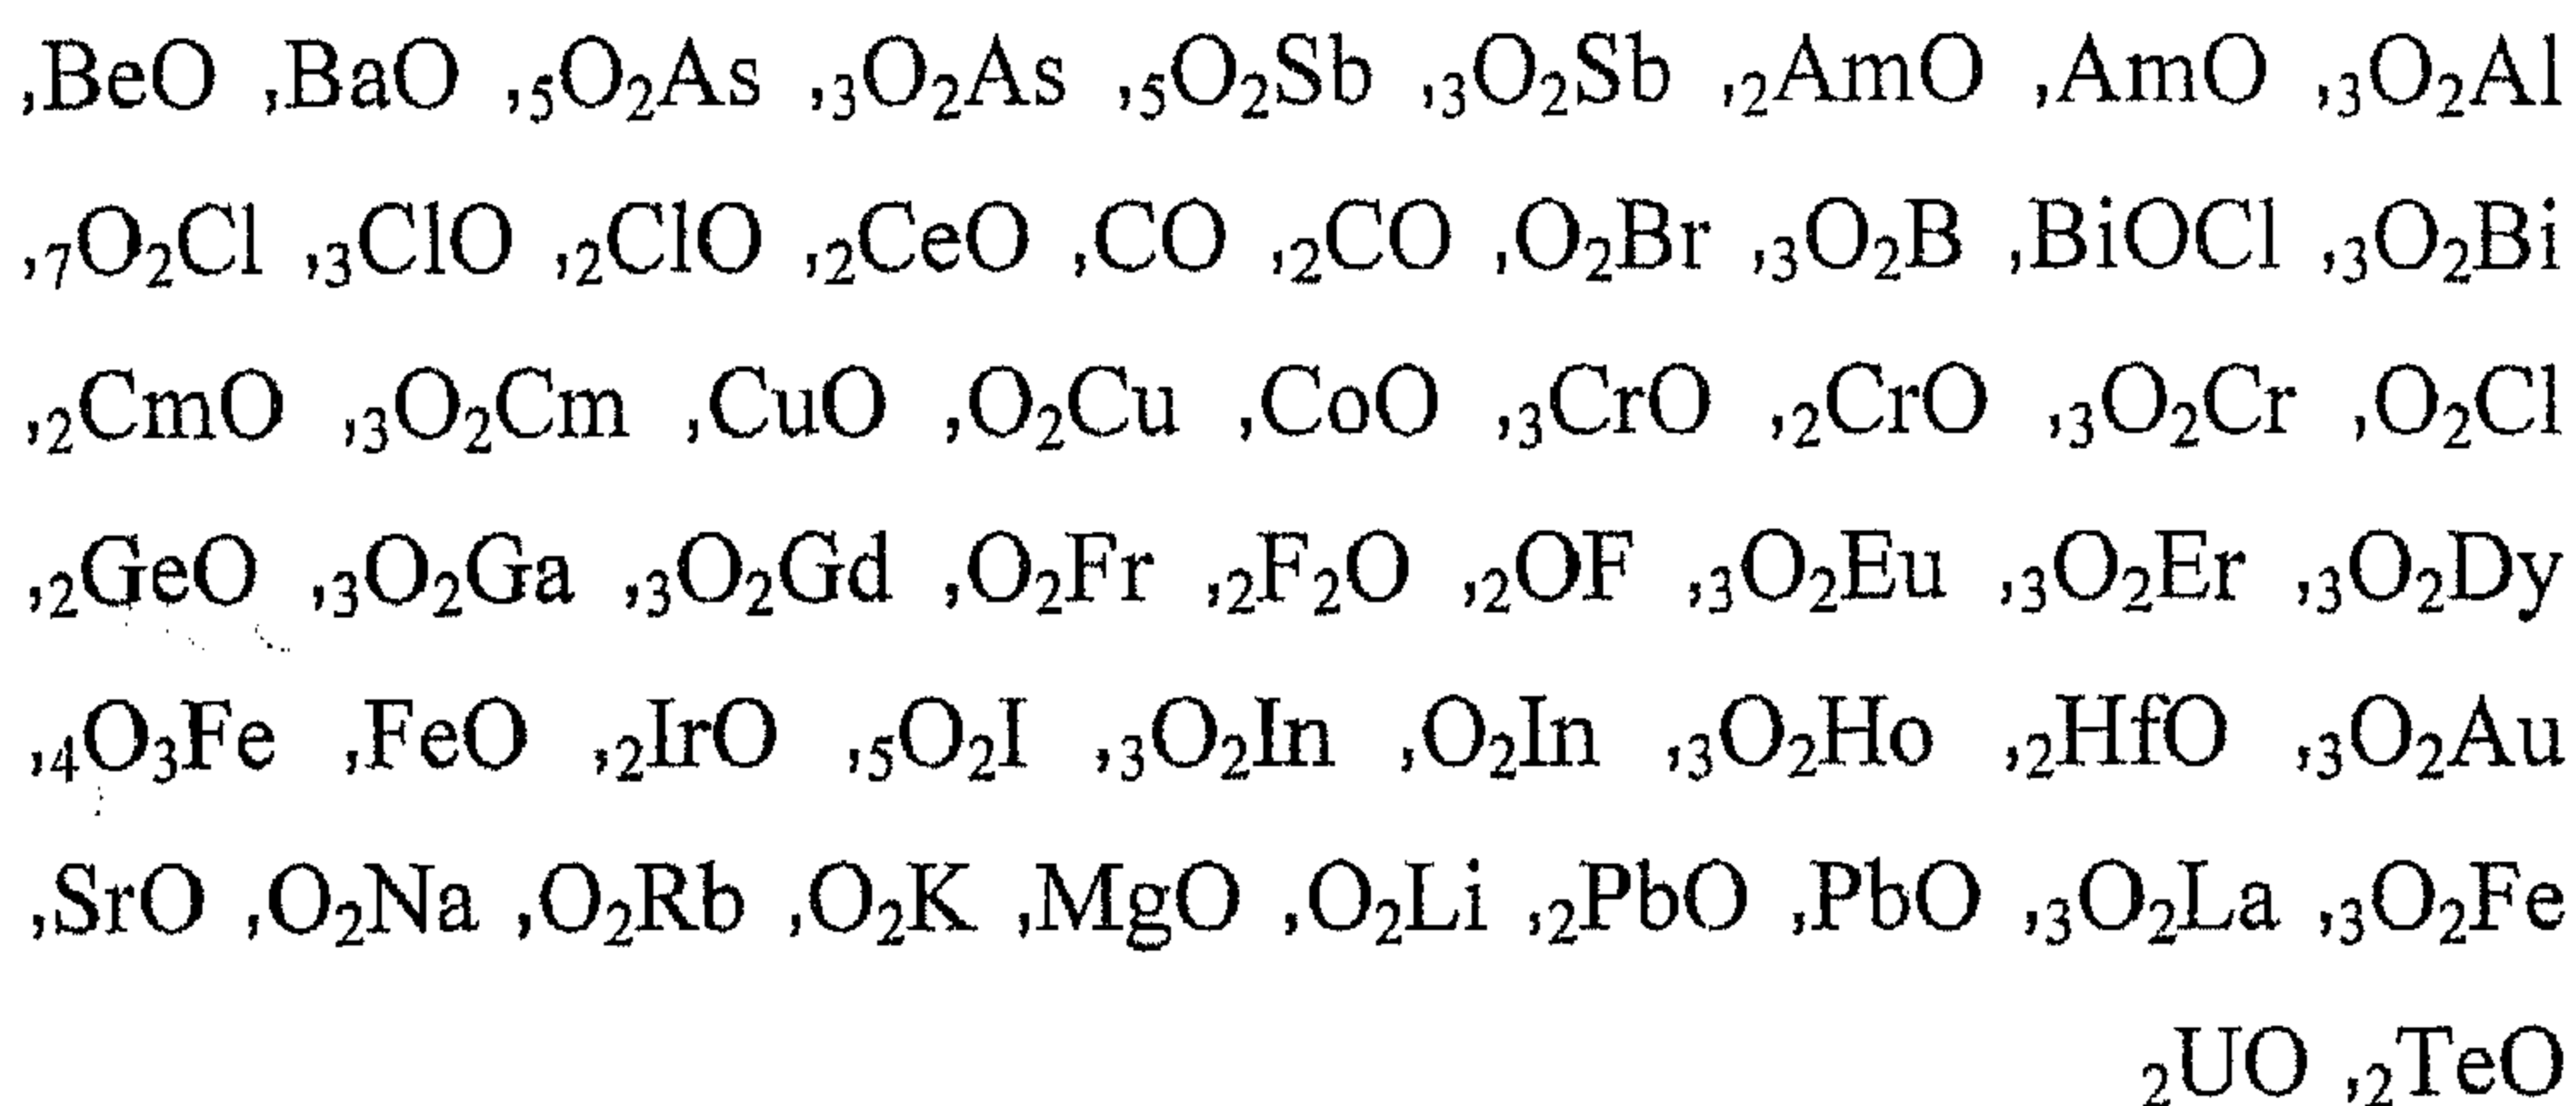 ,BeO ,BaO ,₅O₂As ,₃O₂As ,₅O₂Sb ,₃O₂Sb ,₂AmO ,AmO ,₃O₂Al
,₇O₂Cl ,₃ClO ,₂ClO ,₂CeO ,CO ,₂CO ,O₂Br ,₃O₂B ,BiOCl ,₃O₂Bi
,₂CmO ,₃O₂Cm ,CuO ,O₂Cu ,CoO ,₃CrO ,₂CrO ,₃O₂Cr ,O₂Cl
,₂GeO ,₃O₂Ga ,₃O₂Gd ,O₂Fr ,₂F₂O ,₂OF ,₃O₂Eu ,₃O₂Er ,₃O₂Dy
,₄O₃Fe ,FeO ,₂IrO ,₅O₂I ,₃O₂In ,O₂In ,₃O₂Ho ,₂HfO ,₃O₂Au
,SrO ,O₂Na ,O₂Rb ,O₂K ,MgO ,O₂Li ,₂PbO ,PbO ,₃O₂La ,₃O₂Fe
₂UO ,₂TeO